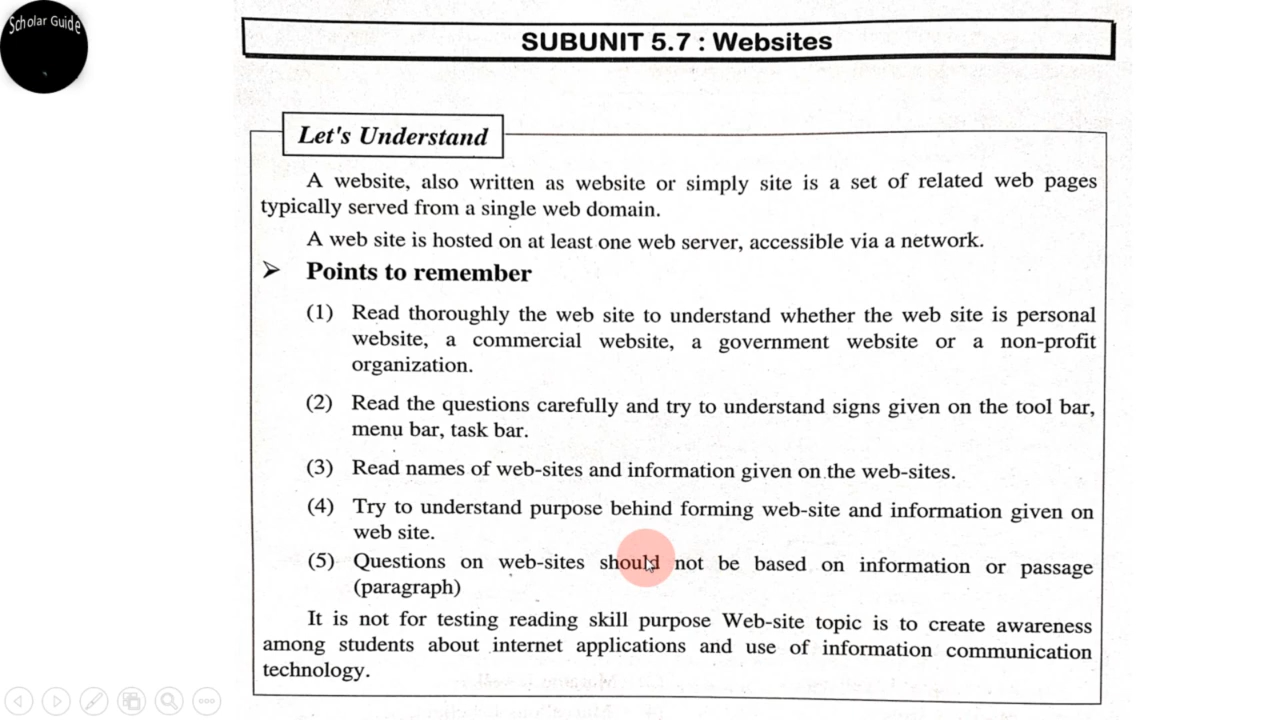 Scholar Guide
SUBUNIT 5.7 : Websites
Let's Understand
A website, also written as website or simply site is a set of related web pages
typically served from a single web domain.
A web site is hosted on at least one web server, accessible via a network.
➤ Points to remember
(1) Read thoroughly the web site to understand whether the web site is personal
website, a commercial website, a government website or a non-profit
organization.
(2) Read the questions carefully and try to understand signs given on the tool bar,
menu bar, task bar.
(3) Read names of web-sites and information given on the web-sites.
(4) Try to understand purpose behind forming web-site and information given on
web site.
(5) Questions on web-sites should not be based on information or passage
(paragraph)
It is not for testing reading skill purpose Web-site topic is to create awareness
among students about internet applications and use of information communication
technology.